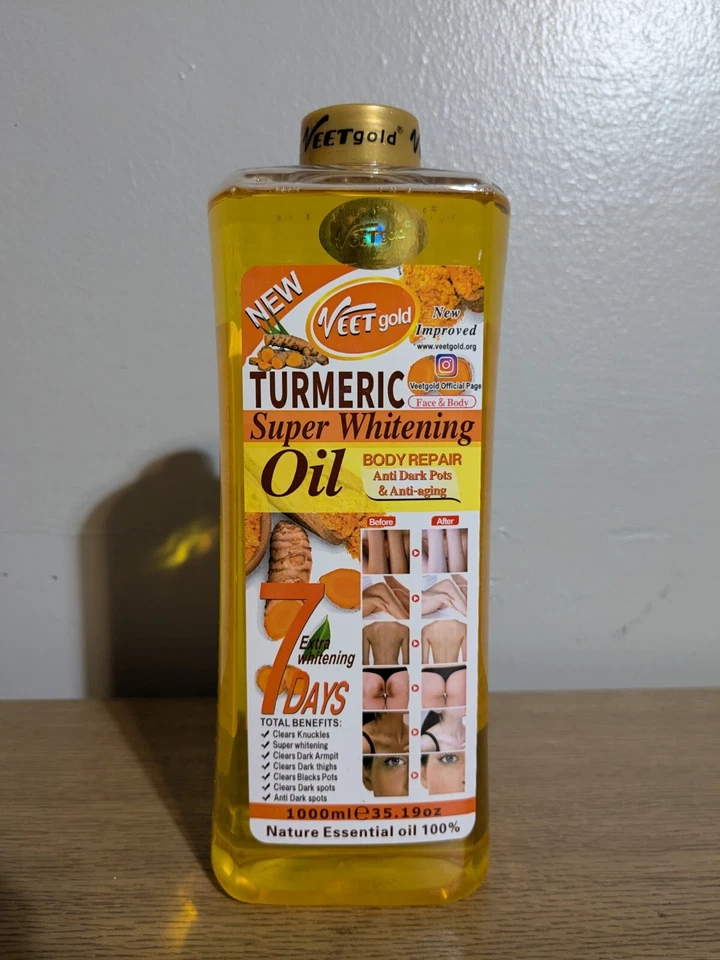 VEETgold®
NEW
VEET gold
New
Improved
www.veetgold.org
Veetgold Official Page
TURMERIC
Face & Body
Super Whitening
Oil
BODY REPAIR
Anti Dark Pots
& Anti-aging
Before
After
7
Extra
whitening
DAYS
TOTAL BENEFITS:
Clears Knuckles
Super whitening
Clears Dark Armpit
Clears Dark thighs
Clears Blacks Pots
Clears Dark spots
Anti Dark spots
1000ml℮35.19oz
Nature Essential oil 100%